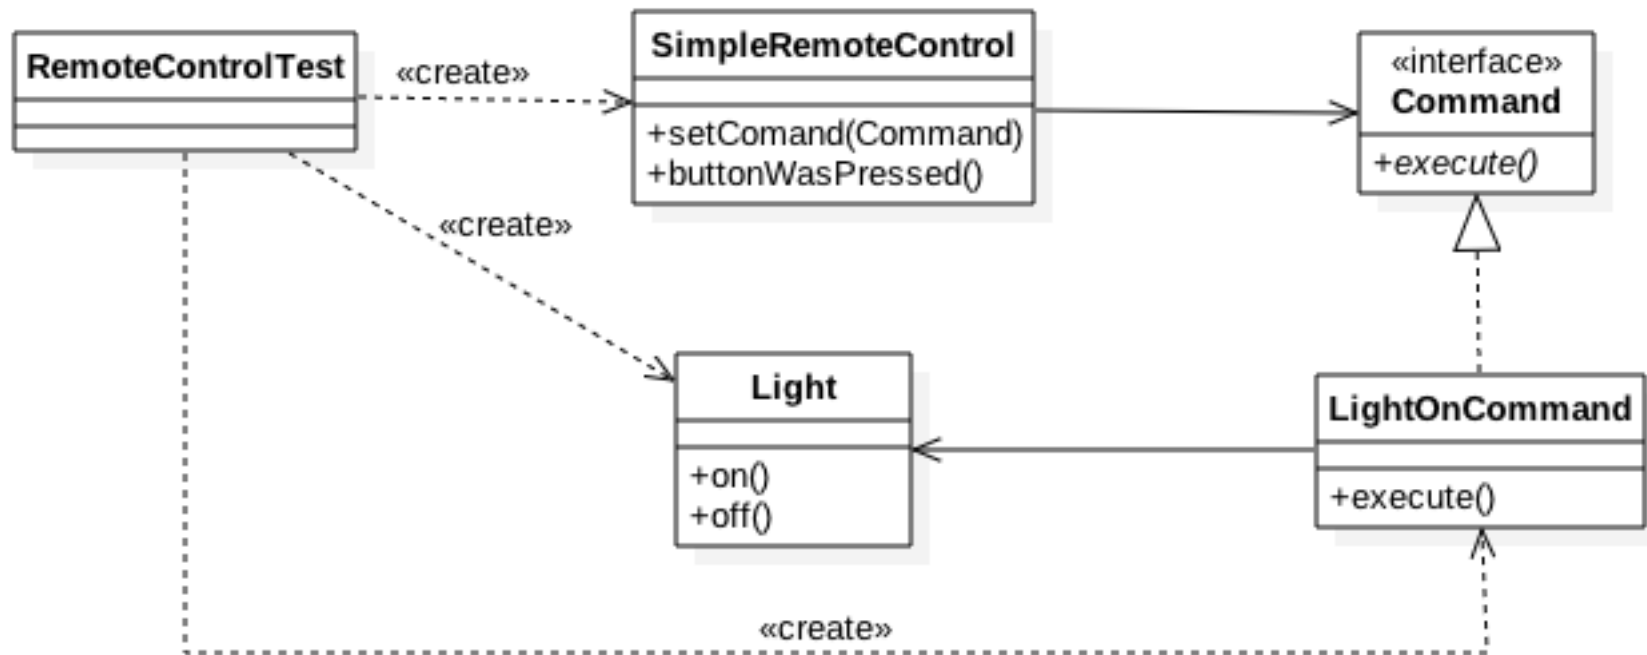 RemoteControlTest
«create»
SimpleRemoteControl
+setComand(Command)
+buttonWasPressed()
«interface»
Command
+execute()
«create»
Light
+on()
+off()
LightOnCommand
+execute()
«create»